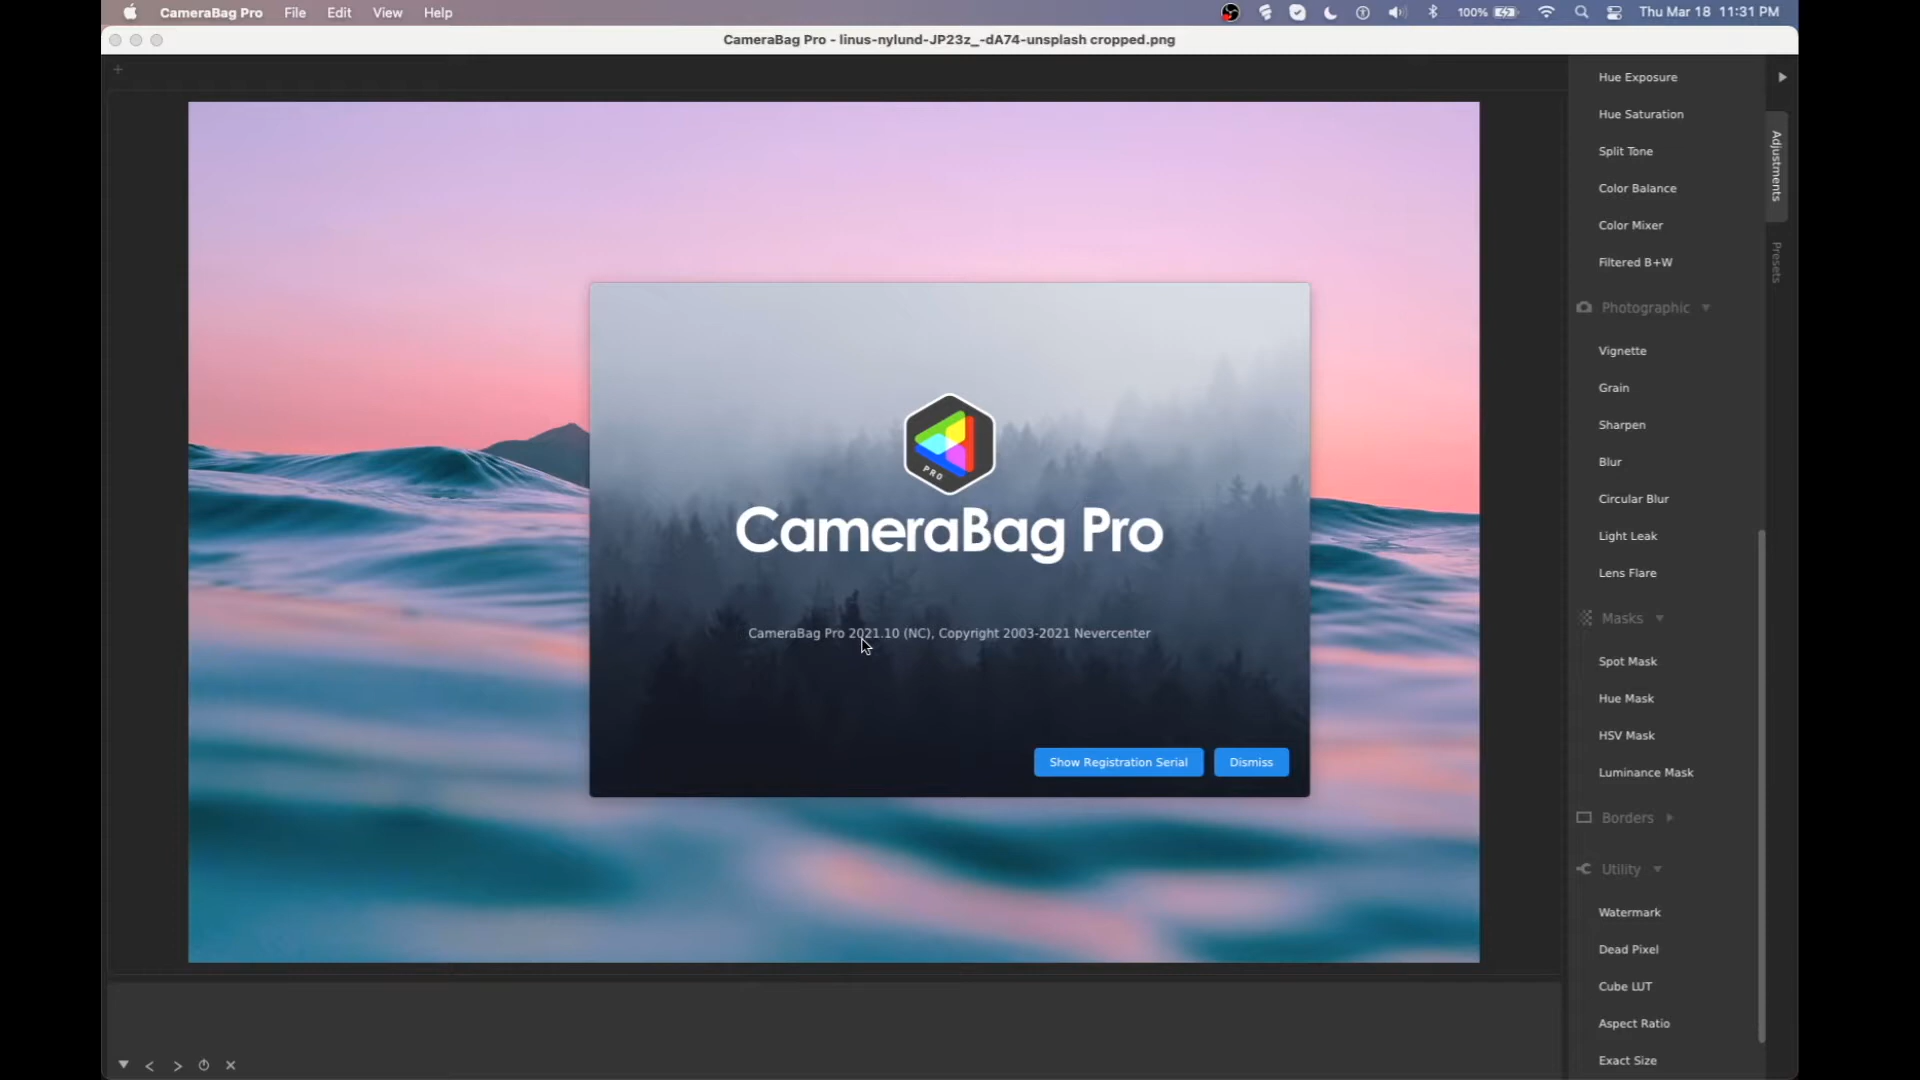 CameraBag Pro File Edit View Help 100% Thu Mar 18 11:31 PM
CameraBag Pro - linus-nylund-JP23z_-dA74-unsplash cropped.png
Hue Exposure
Hue Saturation
Split Tone
Color Balance
Color Mixer
Filtered B+W
Photographic
Vignette
Grain
Sharpen
Blur
Circular Blur
Light Leak
Lens Flare
Masks
Spot Mask
Hue Mask
HSV Mask
Luminance Mask
Borders
Utility
Watermark
Dead Pixel
Cube LUT
Aspect Ratio
Exact Size
Adjustments
Presets
PRO
CameraBag Pro
CameraBag Pro 2021.10 (NC), Copyright 2003-2021 Nevercenter
Show Registration Serial Dismiss